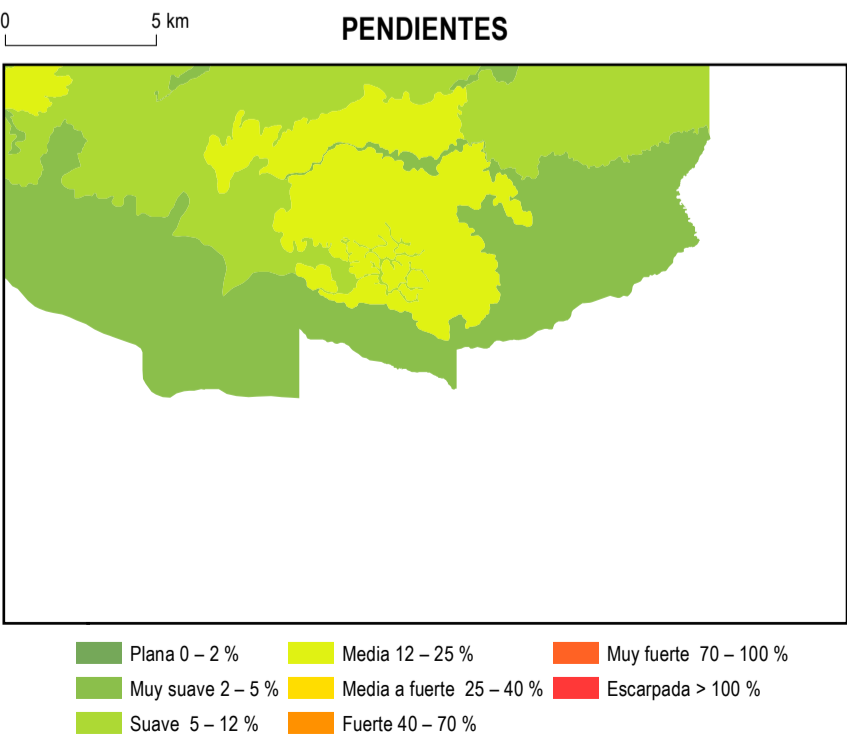 0 5 km
PENDIENTES
Plana 0 – 2 %
Muy suave 2 – 5 %
Suave 5 – 12 %
Media 12 – 25 %
Media a fuerte 25 – 40 %
Fuerte 40 – 70 %
Muy fuerte 70 – 100 %
Escarpada > 100 %